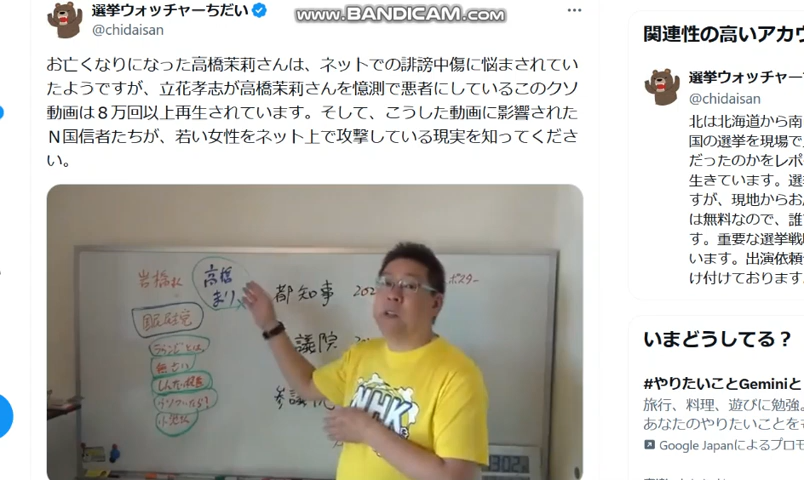 www.BANDICAM.com
選挙ウォッチャーちだい
@chidaisan
お亡くなりになった高橋茉莉さんは、ネットでの誹謗中傷に悩まされてい
たようですが、立花孝志が高橋茉莉さんを憶測で患者にしているこのクソ
動画は８万回以上再生されています。そして、こうした動画に影響された
Ｎ国信者たちが、若い女性をネット上で攻撃している現実を知ってくださ
い。
高橋
まり
都知事 202
ポスター
議院
参議院
NHK
関連性の高いアカウ
選挙ウォッチャー
@chidaisan
北は北海道から南
国の選挙を現場で
だったのかをレポ
生きています。選
すが、現地からお
は無料なので、誰
す。重要な選挙戦
います。出演依頼
け付けております
いまどうしてる？
#やりたいことGeminiと
旅行、料理、遊びに勉強。
あなたのやりたいことをも
Google Japanによるプロモ